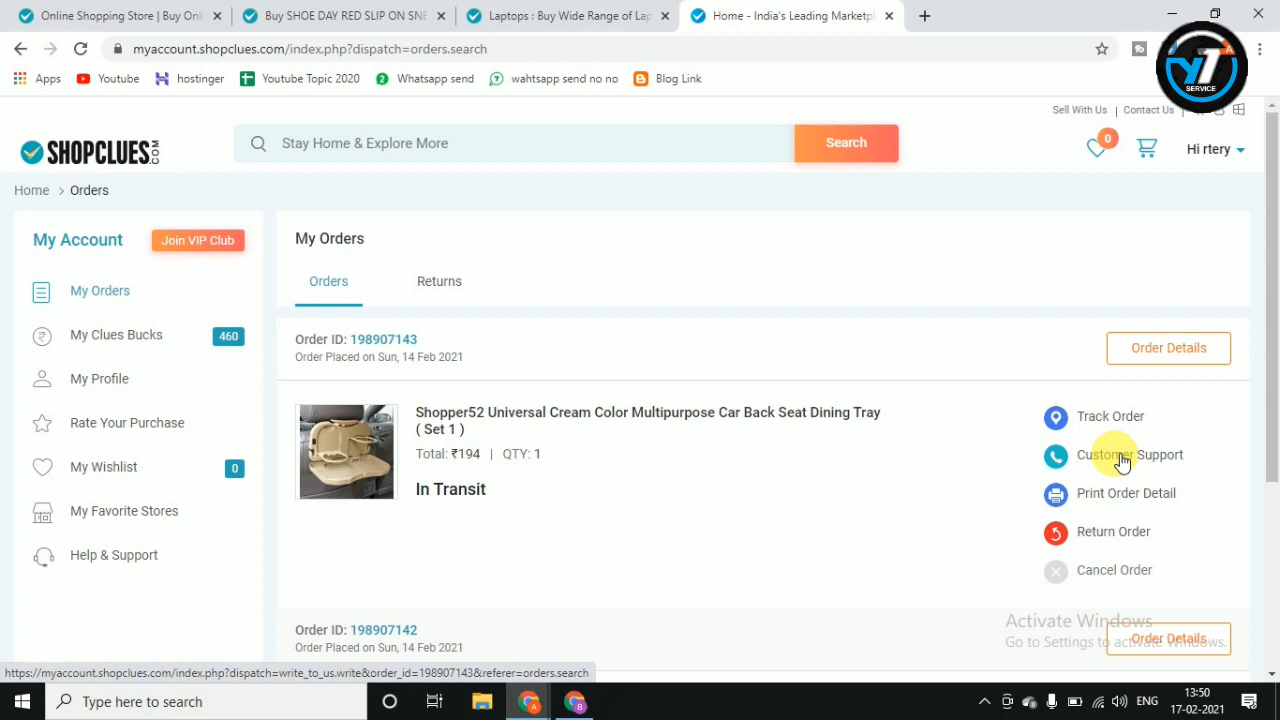 Online Shopping Store | Buy Onli
Buy SHOE DAY RED SLIP ON SNE
Laptops : Buy Wide Range of Lap
Home - India's Leading Marketpl
myaccount.shopclues.com/index.php?dispatch=orders.search
Apps
Youtube
hostinger
Youtube Topic 2020
Whatsapp send
wahtsapp send no no
Blog Link
YT
SERVICE
Sell With Us | Contact Us |
SHOPCLUES.COM
Stay Home & Explore More
Search
0
Hi rtery
Home > Orders
My Account
Join VIP Club
My Orders
My Clues Bucks
460
My Profile
Rate Your Purchase
My Wishlist
0
My Favorite Stores
Help & Support
My Orders
Orders
Returns
Order ID: 198907143
Order Placed on Sun, 14 Feb 2021
Order Details
Shopper52 Universal Cream Color Multipurpose Car Back Seat Dining Tray
( Set 1 )
Total: ₹194 | QTY: 1
In Transit
Track Order
Customer Support
Print Order Detail
Return Order
Cancel Order
Order ID: 198907142
Order Placed on Sun, 14 Feb 2021
Order Details
Activate Windows
Go to Settings to activate Windows.
https://myaccount.shopclues.com/index.php?dispatch=write_to_us.write&order_id=198907143&referer=orders.search
Type here to search
ENG
13:50
17-02-2021